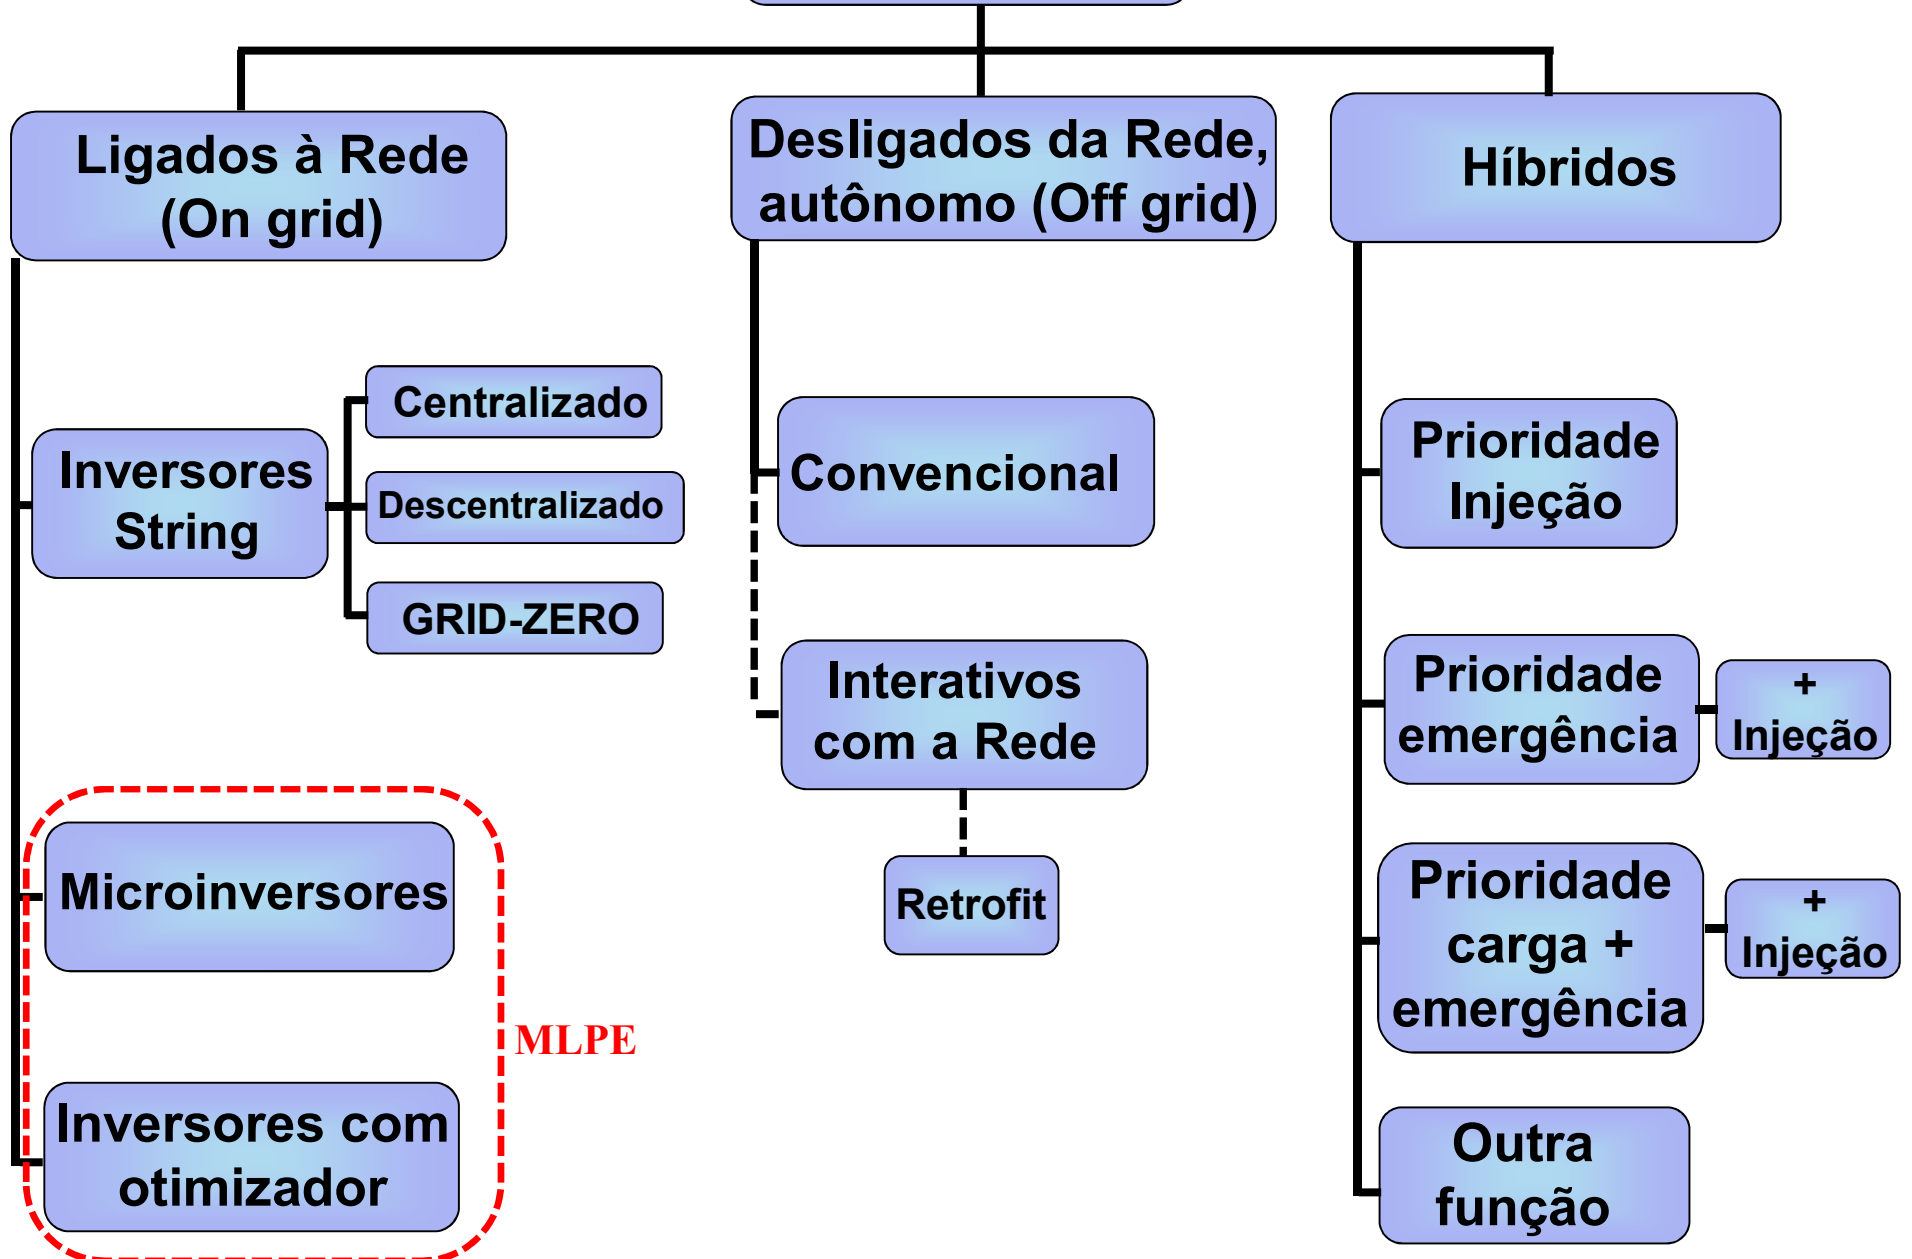 Ligados à Rede
(On grid)
Desligados da Rede,
autônomo (Off grid)
Híbridos
Inversores
String
Centralizado
Descentralizado
GRID-ZERO
Microinversores
Inversores com
otimizador
MLPE
Convencional
Interativos
com a Rede
Retrofit
Prioridade
Injeção
Prioridade
emergência
+
Injeção
Prioridade
carga +
emergência
+
Injeção
Outra
função